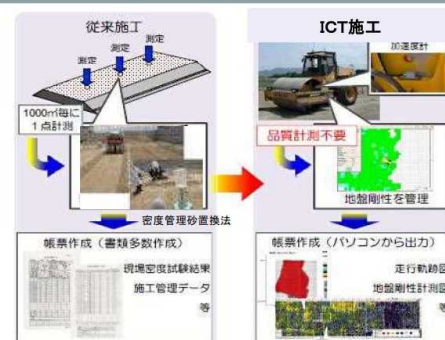 従来施工
測定
測定
測定
1000㎥毎に
1点計測
密度管理砂置換法
帳票作成（書類多数作成）
現場密度試験結果
施工管理データ
等
ICT施工
加速度計
品質計測不要
地盤剛性を管理
帳票作成（パソコンから出力）
走行軌跡図
地盤剛性計測図
等